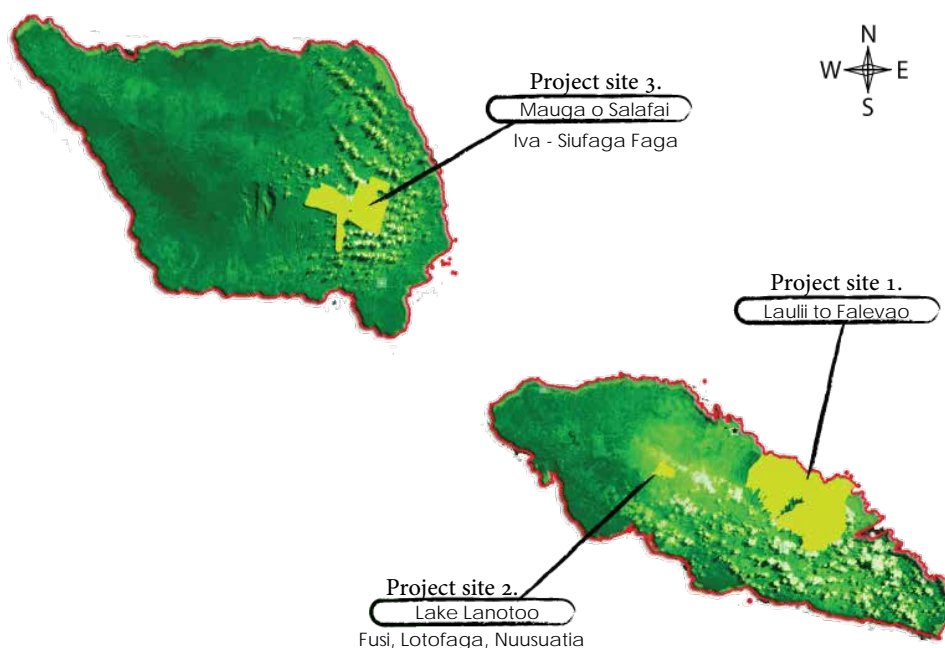 N
W E
S
Project site 3.
Mauga o Salafai
Iva - Siufaga Faga
Project site 1.
Laulii to Falevao
Project site 2.
Lake Lanotoo
Fusi, Lotofaga, Nuusuatia